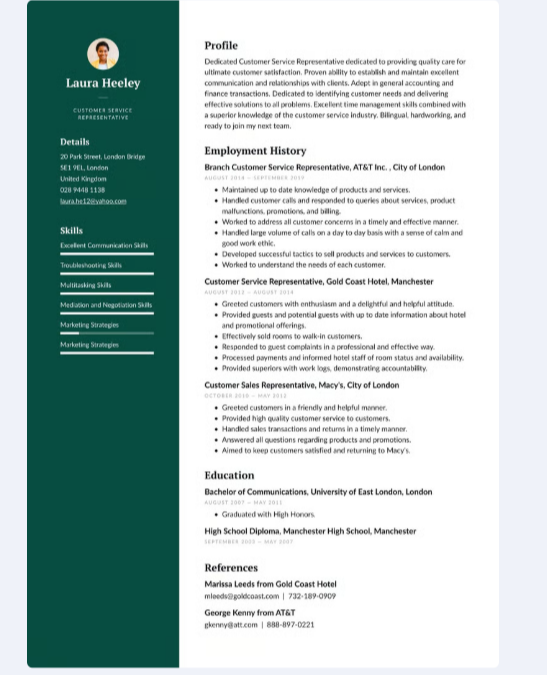 Laura Heeley
CUSTOMER SERVICE
REPRESENTATIVE
Details
20 Park Street, London Bridge
SE1 9EL, London
United Kingdom
028 9448 1138
laura.he12@yahoo.com
Skills
Excellent Communication Skills
Troubleshooting Skills
Multitasking Skills
Mediation and Negotiation Skills
Marketing Strategies
Marketing Strategies
Profile
Dedicated Customer Service Representative dedicated to providing quality care for
ultimate customer satisfaction. Proven ability to establish and maintain excellent
communication and relationships with clients. Adept in general accounting and
finance transactions. Dedicated to identifying customer needs and delivering
effective solutions to all problems. Excellent time management skills combined with
a superior knowledge of the customer service industry. Bilingual, hardworking, and
ready to join my next team.
Employment History
Branch Customer Service Representative, AT&T Inc. , City of London
AUGUST 2014 — SEPTEMBER 2019
• Maintained up to date knowledge of products and services.
• Handled customer calls and responded to queries about services, product
malfunctions, promotions, and billing.
• Worked to address all customer concerns in a timely and effective manner.
• Handled large volume of calls on a day to day basis with a sense of calm and
good work ethic.
• Developed successful tactics to sell products and services to customers.
• Worked to understand the needs of each customer.
Customer Service Representative, Gold Coast Hotel, Manchester
AUGUST 2012 — AUGUST 2014
• Greeted customers with enthusiasm and a delightful and helpful attitude.
• Provided guests and potential guests with up to date information about hotel
and promotional offerings.
• Effectively sold rooms to walk-in customers.
• Responded to guest complaints in a professional and effective way.
• Processed payments and informed hotel staff of room status and availability.
• Provided superiors with work logs, demonstrating accountability.
Customer Sales Representative, Macy's, City of London
OCTOBER 2010 — MAY 2012
• Greeted customers in a friendly and helpful manner.
• Provided high quality customer service to customers.
• Handled sales transactions and returns in a timely manner.
• Answered all questions regarding products and promotions.
• Aimed to keep customers satisfied and returning to Macy's.
Education
Bachelor of Communications, University of East London, London
AUGUST 2007 — MAY 2011
• Graduated with High Honors.
High School Diploma, Manchester High School, Manchester
SEPTEMBER 2003 — MAY 2007
References
Marissa Leeds from Gold Coast Hotel
mleeds@goldcoast.com | 732-189-0909
George Kenny from AT&T
gkenny@att.com | 888-897-0221